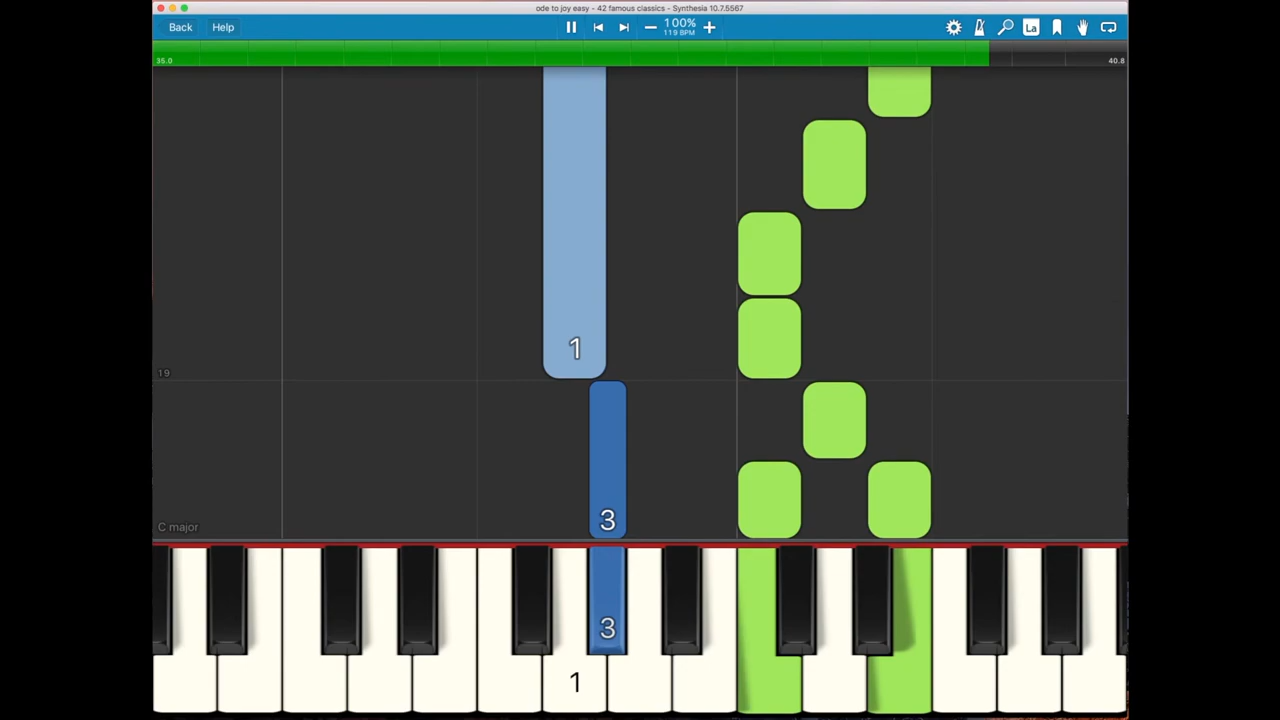 ode to joy easy - 42 famous classics - Synthesia 10.7.5567
Back Help 100% La
119 BPM
35.0 40.8
1
19
3
C major
3
1